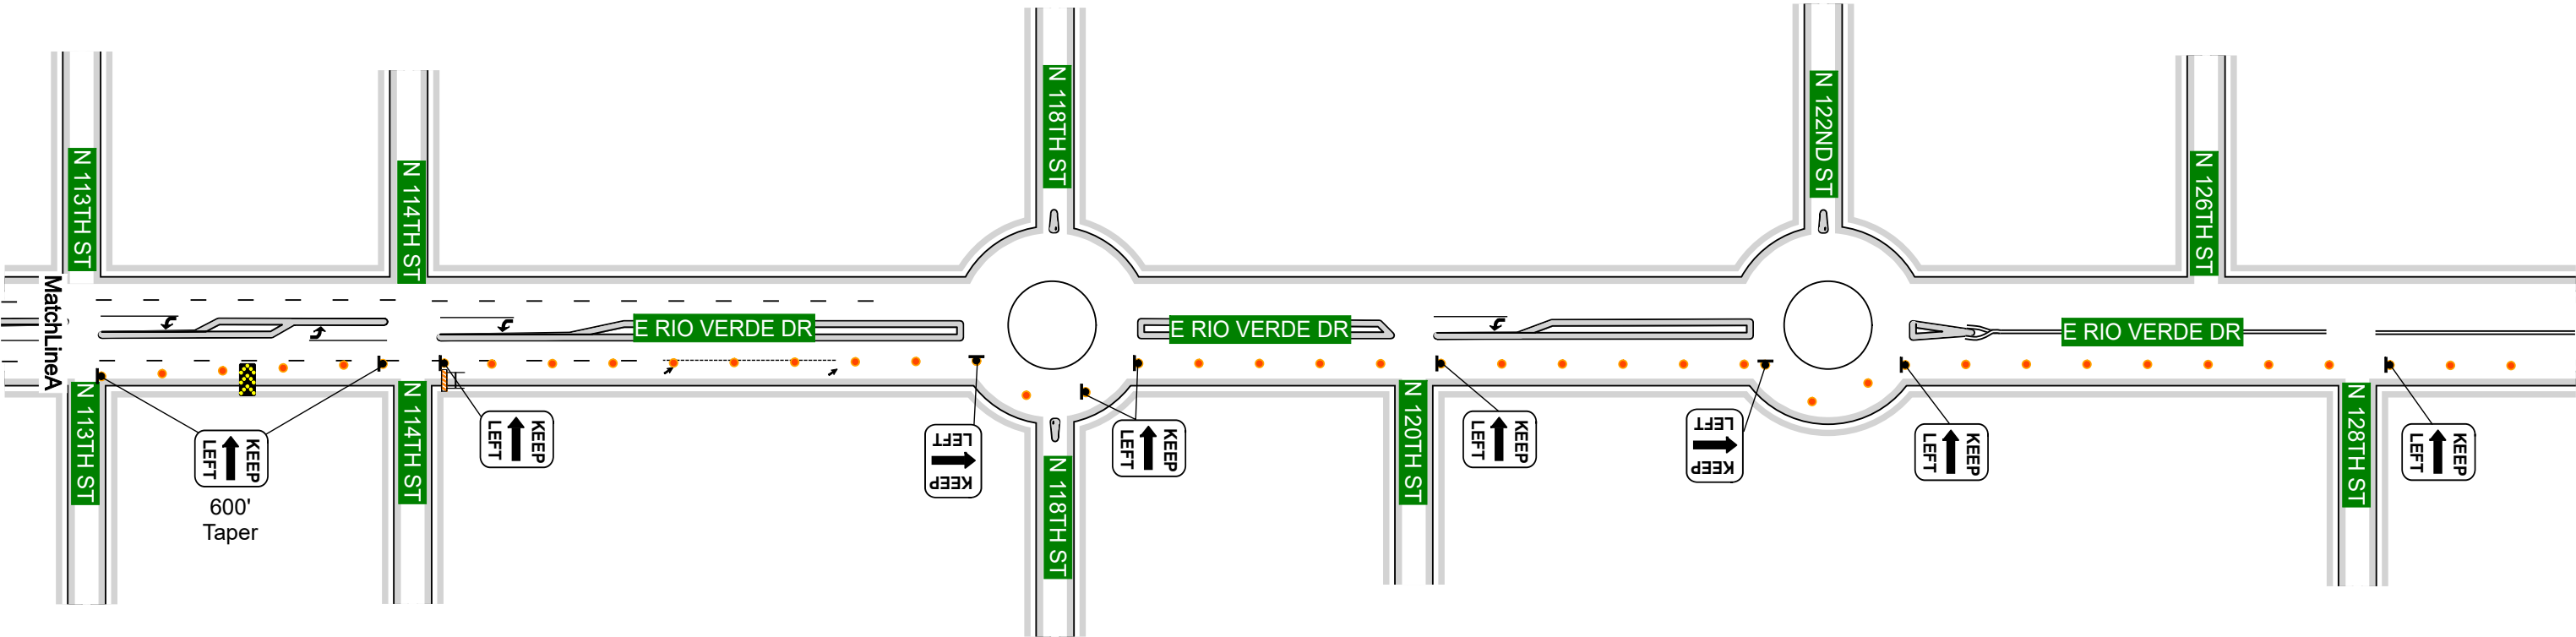 N 113TH ST
N 114TH ST
N 118TH ST
N 122ND ST
N 126TH ST
MatchLineA
E RIO VERDE DR
E RIO VERDE DR
E RIO VERDE DR
N 113TH ST
KEEP
LEFT
600'
Taper
N 114TH ST
KEEP
LEFT
KEEP
LEFT
N 118TH ST
KEEP
LEFT
N 120TH ST
KEEP
LEFT
KEEP
LEFT
KEEP
LEFT
N 128TH ST
KEEP
LEFT